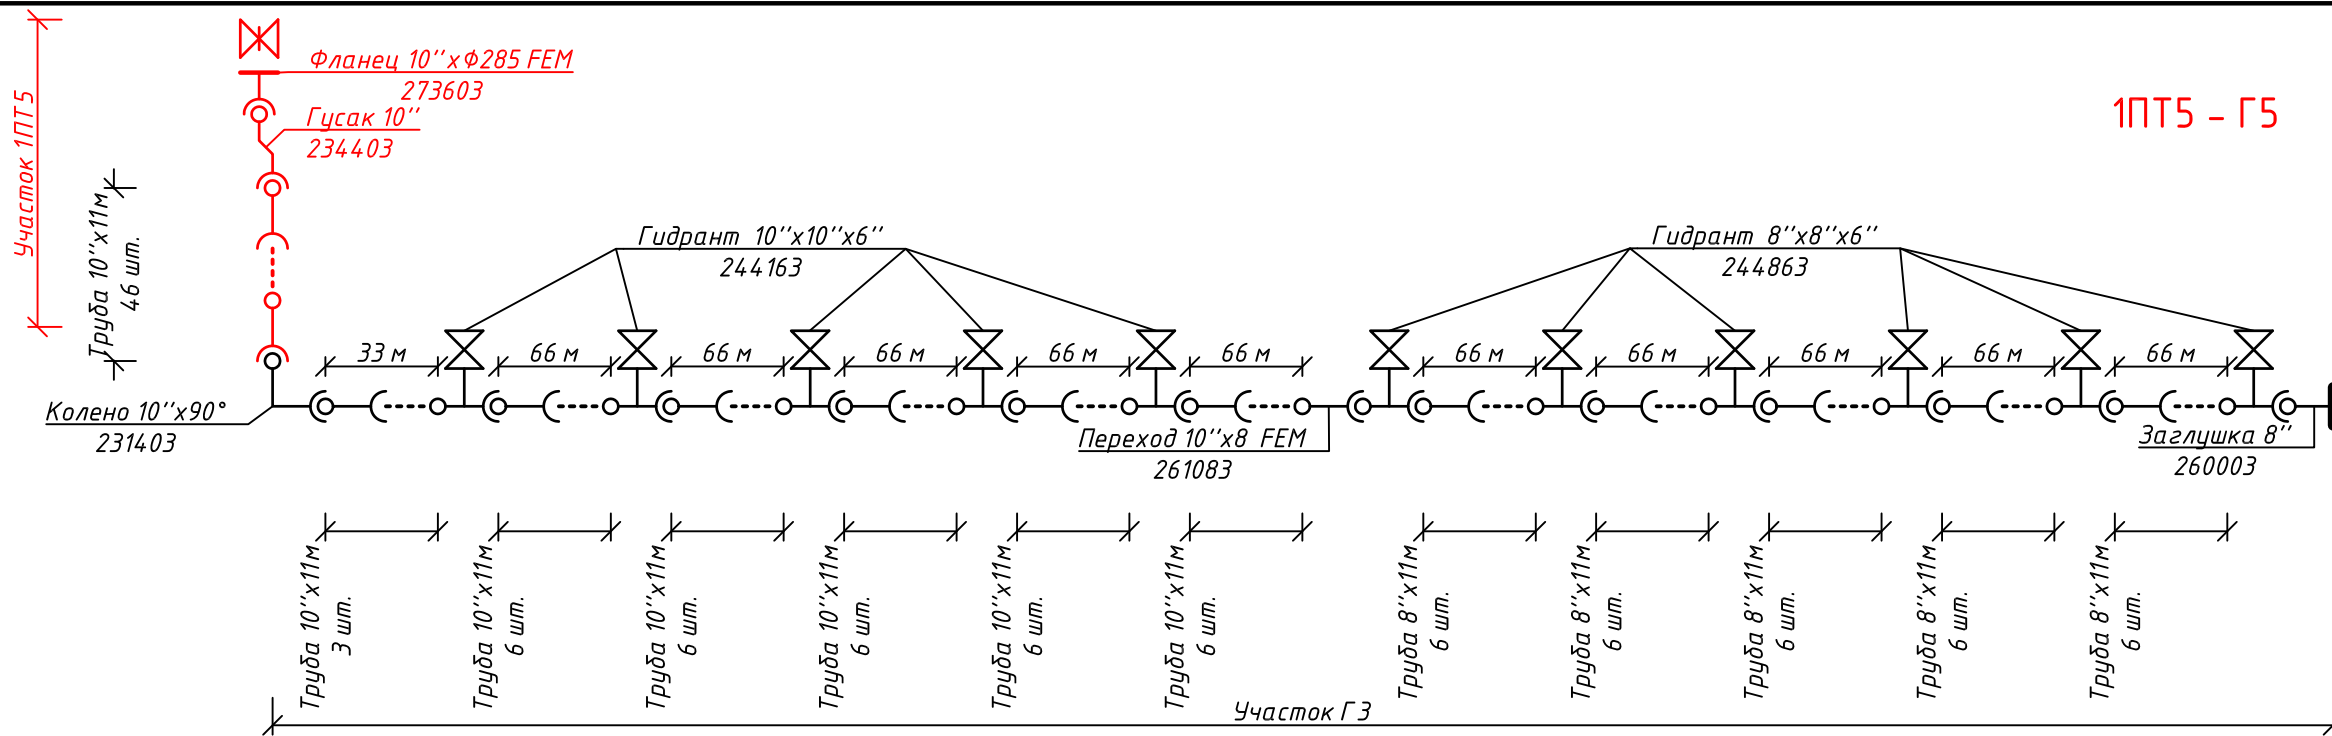 Участок 1ПТ5
Фланец 10''хФ285 FEM
273603
Гусак 10''
234403
1ПТ5 - Г5
Труба 10''х11м
46 шт.
Гидрант 10''х10''х6''
244163
Гидрант 8''х8''х6''
244863
33 м
66 м
66 м
66 м
66 м
66 м
66 м
66 м
66 м
66 м
66 м
Колено 10''х90°
231403
Переход 10''х8 FEM
261083
Заглушка 8''
260003
Труба 10''х11м
3 шт.
Труба 10''х11м
6 шт.
Труба 10''х11м
6 шт.
Труба 10''х11м
6 шт.
Труба 10''х11м
6 шт.
Труба 10''х11м
6 шт.
Труба 8''х11м
6 шт.
Труба 8''х11м
6 шт.
Труба 8''х11м
6 шт.
Труба 8''х11м
6 шт.
Труба 8''х11м
6 шт.
Участок Г3